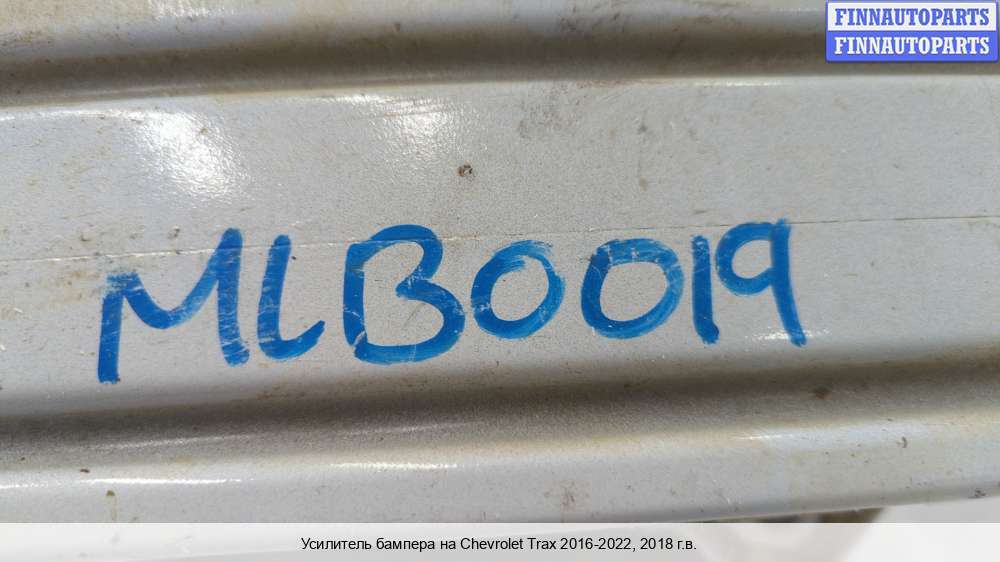 FINNAUTOPARTS
FINNAUTOPARTS
MLB0019
Усилитель бампера на Chevrolet Trax 2016-2022, 2018 г.в.